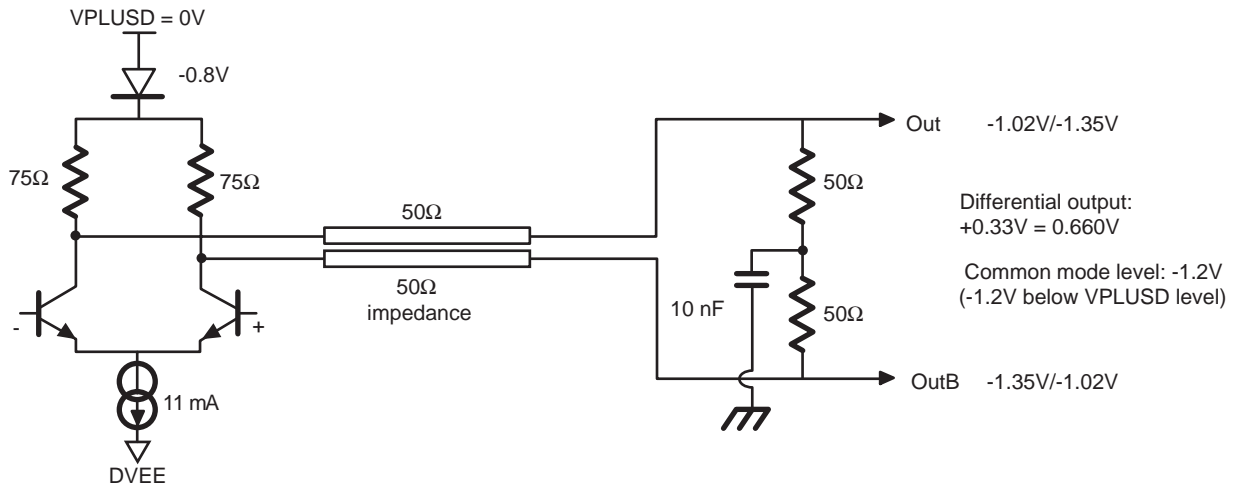 VPLUSD = 0V
-0.8V
75Ω
75Ω
50Ω
50Ω
impedance
-
+
11 mA
DVEE
10 nF
50Ω
50Ω
Out -1.02V/-1.35V
Differential output:
+0.33V = 0.660V
Common mode level: -1.2V
(-1.2V below VPLUSD level)
OutB -1.35V/-1.02V